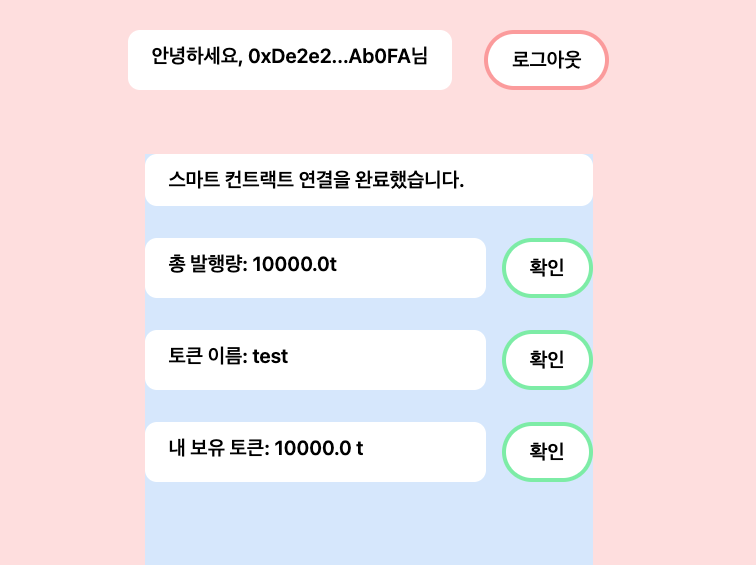 안녕하세요, 0xDe2e2...Ab0FA님
로그아웃
스마트 컨트랙트 연결을 완료했습니다.
총 발행량: 10000.0t
확인
토큰 이름: test
확인
내 보유 토큰: 10000.0 t
확인